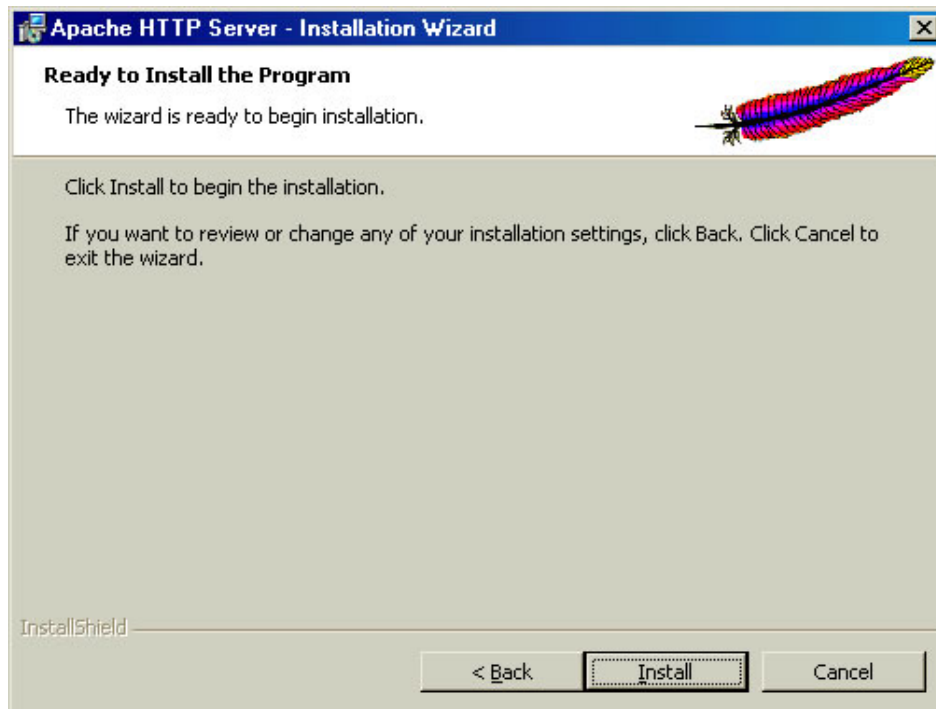 Apache HTTP Server - Installation Wizard
Ready to Install the Program
The wizard is ready to begin installation.
Click Install to begin the installation.
If you want to review or change any of your installation settings, click Back. Click Cancel to
exit the wizard.
InstallShield
< Back
Install
Cancel